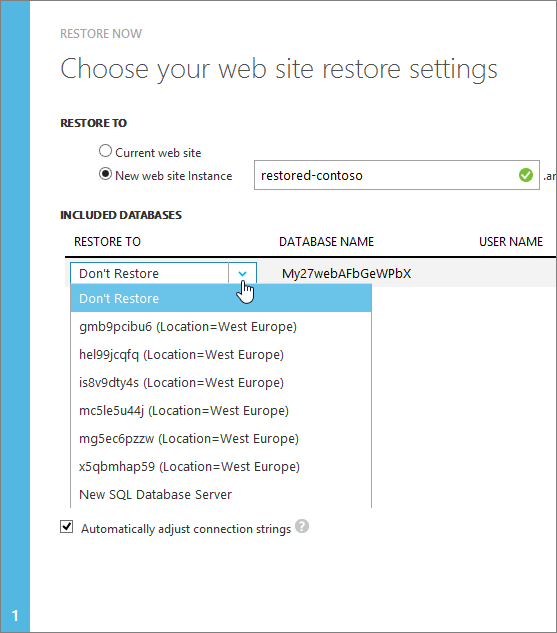 RESTORE NOW
Choose your web site restore settings
RESTORE TO
Current web site
New web site Instance restored-contoso .ar
INCLUDED DATABASES
RESTORE TO DATABASE NAME USER NAME
Don't Restore My27webAFbGeWPbX
Don't Restore
gmb9pcibu6 (Location=West Europe)
hel99jcqfq (Location=West Europe)
is8v9dty4s (Location=West Europe)
mc5le5u44j (Location=West Europe)
mg5ec6pzzw (Location=West Europe)
x5qbmhap59 (Location=West Europe)
New SQL Database Server
Automatically adjust connection strings ?
1